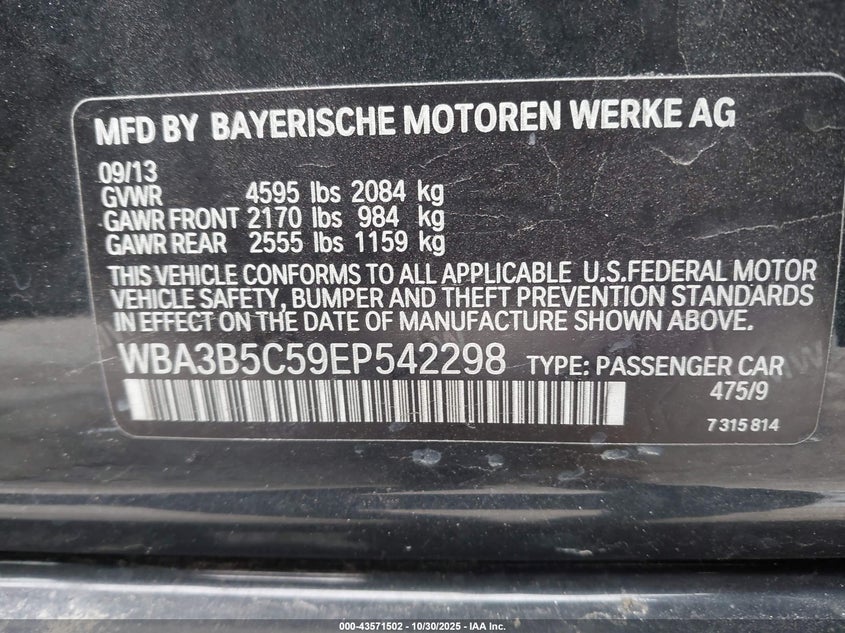 MFD BY BAYERISCHE MOTOREN WERKE AG
09/13
GVWR 4595 lbs 2084 kg
GAWR FRONT 2170 lbs 984 kg
GAWR REAR 2555 lbs 1159 kg
THIS VEHICLE CONFORMS TO ALL APPLICABLE U.S.FEDERAL MOTOR
VEHICLE SAFETY, BUMPER AND THEFT PREVENTION STANDARDS
IN EFFECT ON THE DATE OF MANUFACTURE SHOWN ABOVE.
WBA3B5C59EP542298 TYPE: PASSENGER CAR
475/9
7 315 814
000-43571502 - 10/30/2025 - IAA Inc.